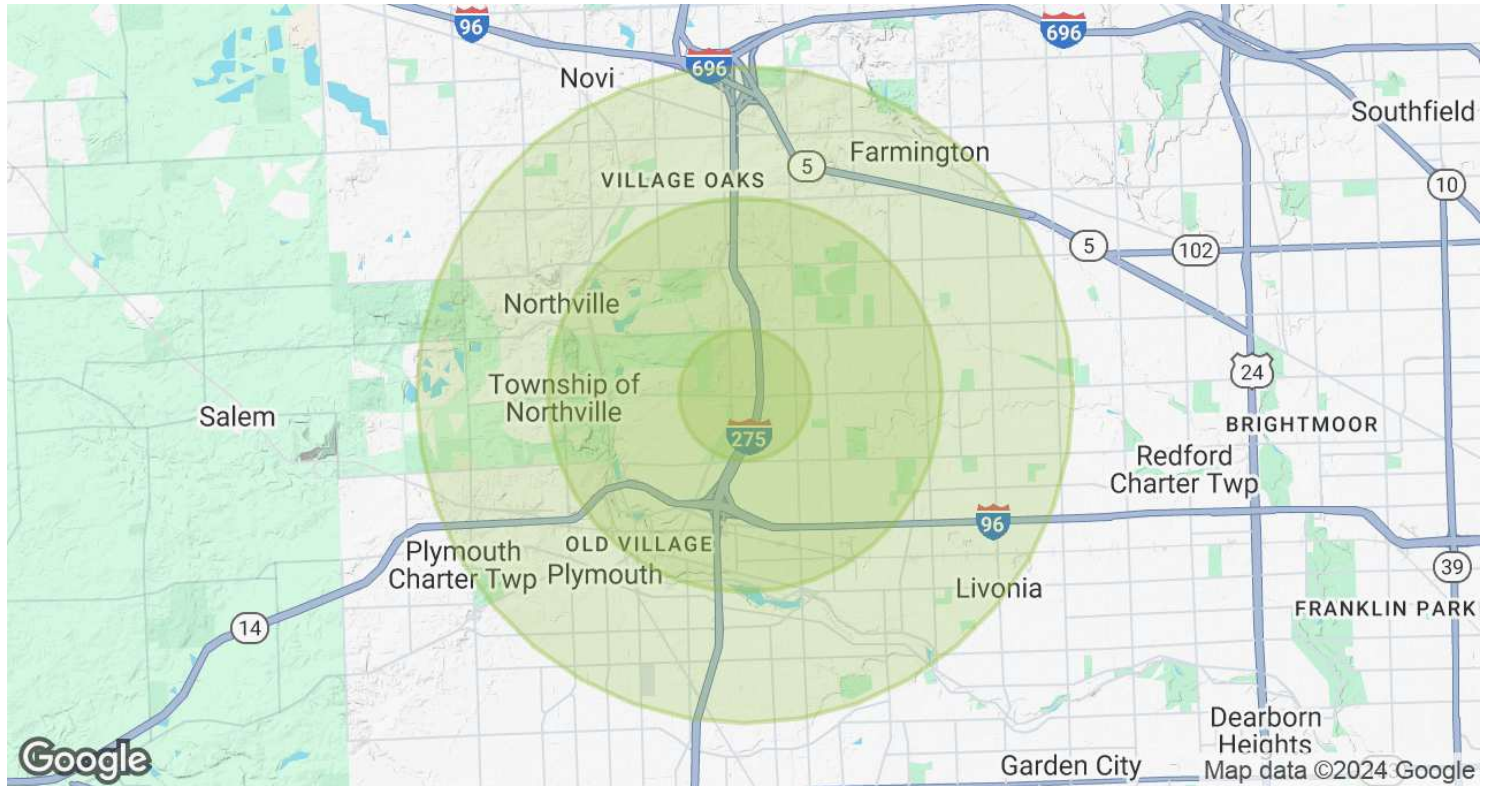 96
696
696
Novi
Southfield
Farmington
5
VILLAGE OAKS
10
5
102
Northville
24
Township of
Northville
Salem
BRIGHTMOOR
275
Redford
Charter Twp
96
OLD VILLAGE
Plymouth
Charter Twp
Plymouth
39
Livonia
FRANKLIN PARK
14
Dearborn
Heights
Garden City
Google
Map data ©2024 Google